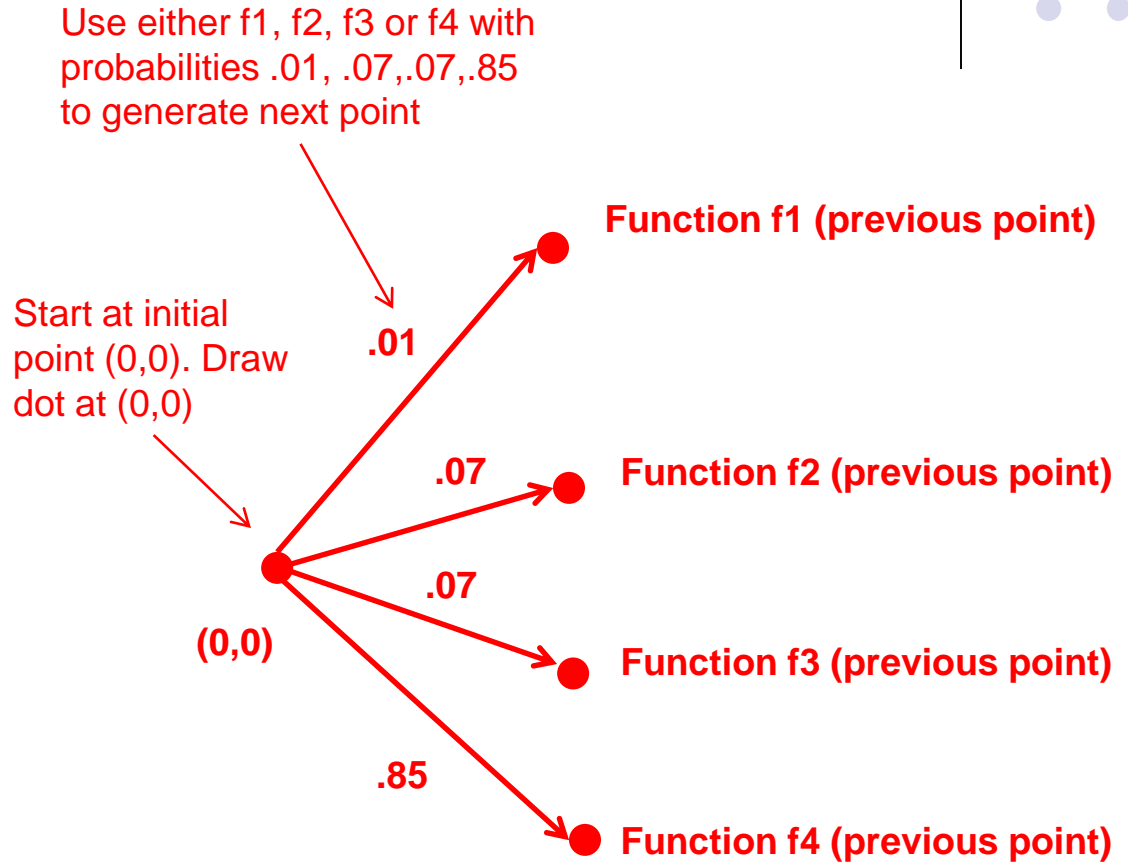 Use either f1, f2, f3 or f4 with
probabilities .01, .07,.07,.85
to generate next point
Function f1 (previous point)
Start at initial
point (0,0). Draw
dot at (0,0)
.01
.07
Function f2 (previous point)
.07
(0,0)
Function f3 (previous point)
.85
Function f4 (previous point)